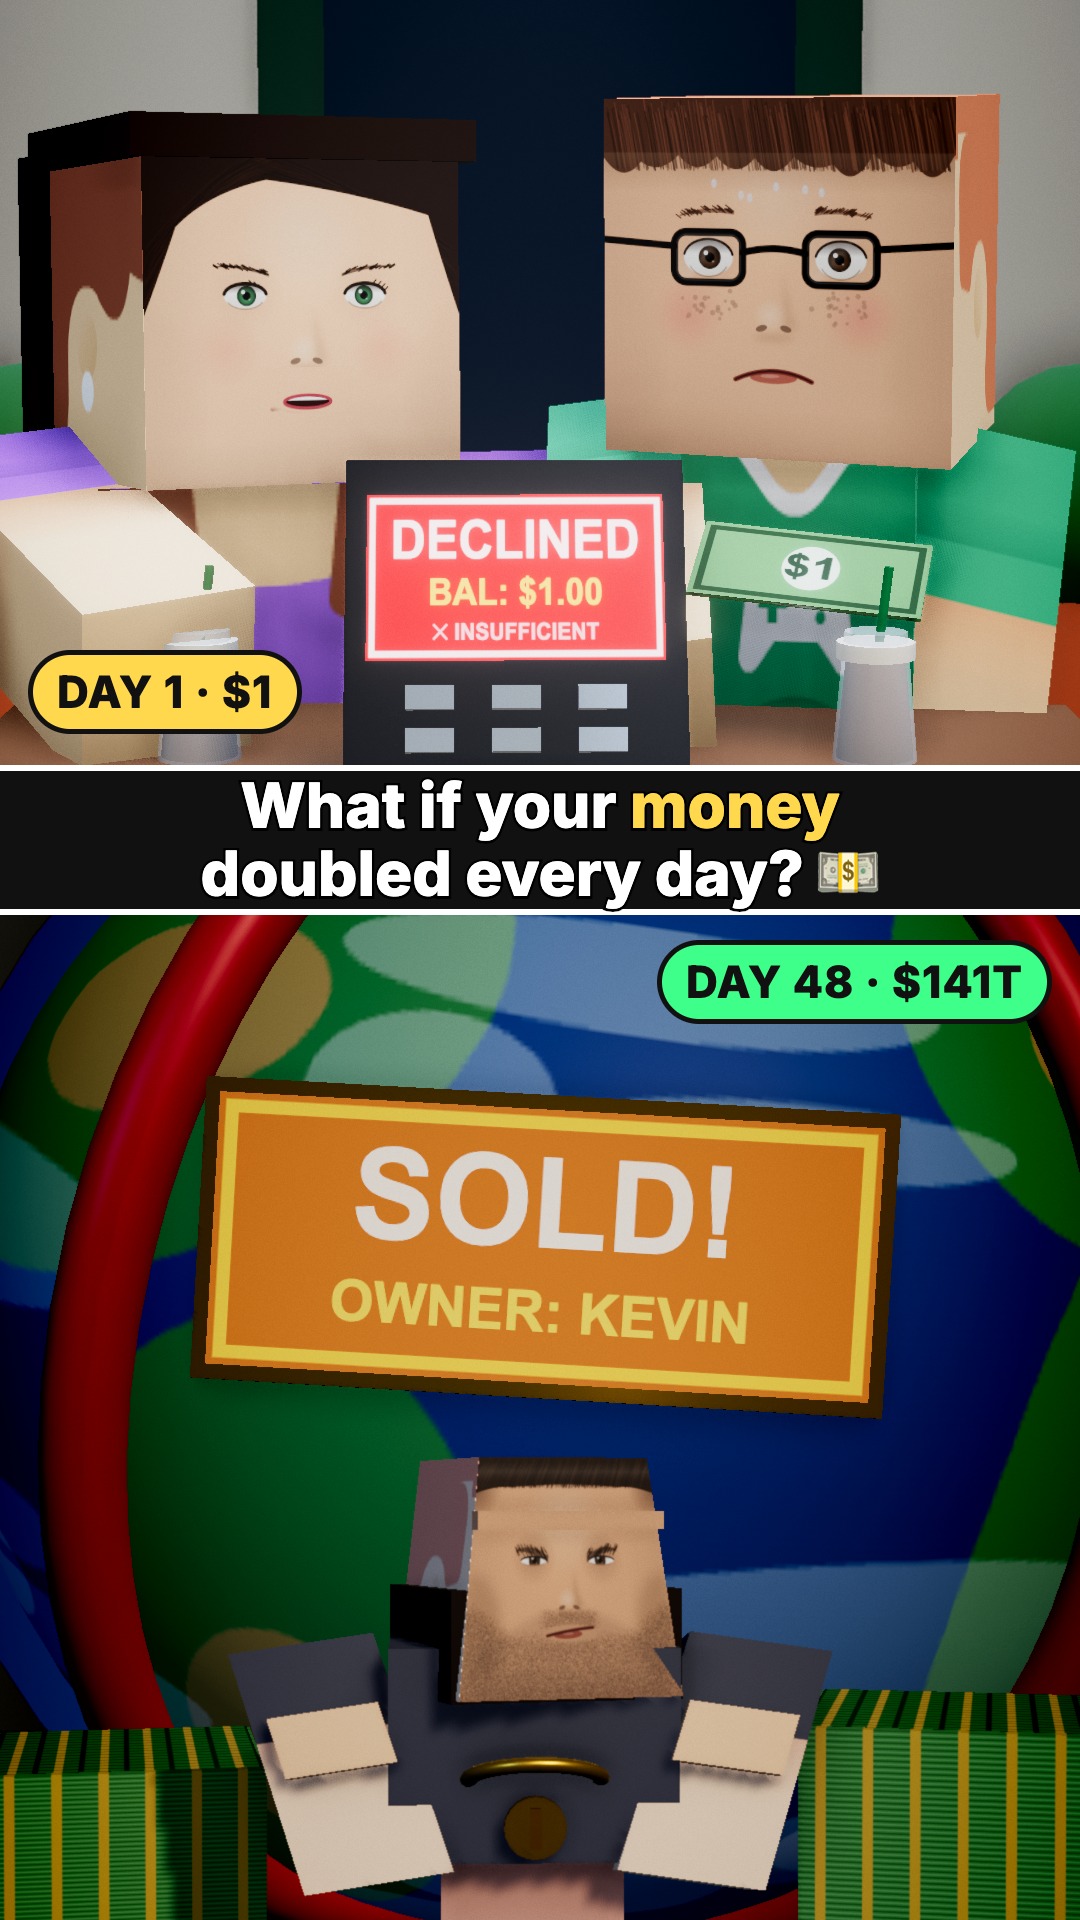 DECLINED
BAL: $1.00
X INSUFFICIENT
$1
DAY 1 · $1
What if your money
doubled every day? 💵
DAY 48 · $141T
SOLD!
OWNER: KEVIN